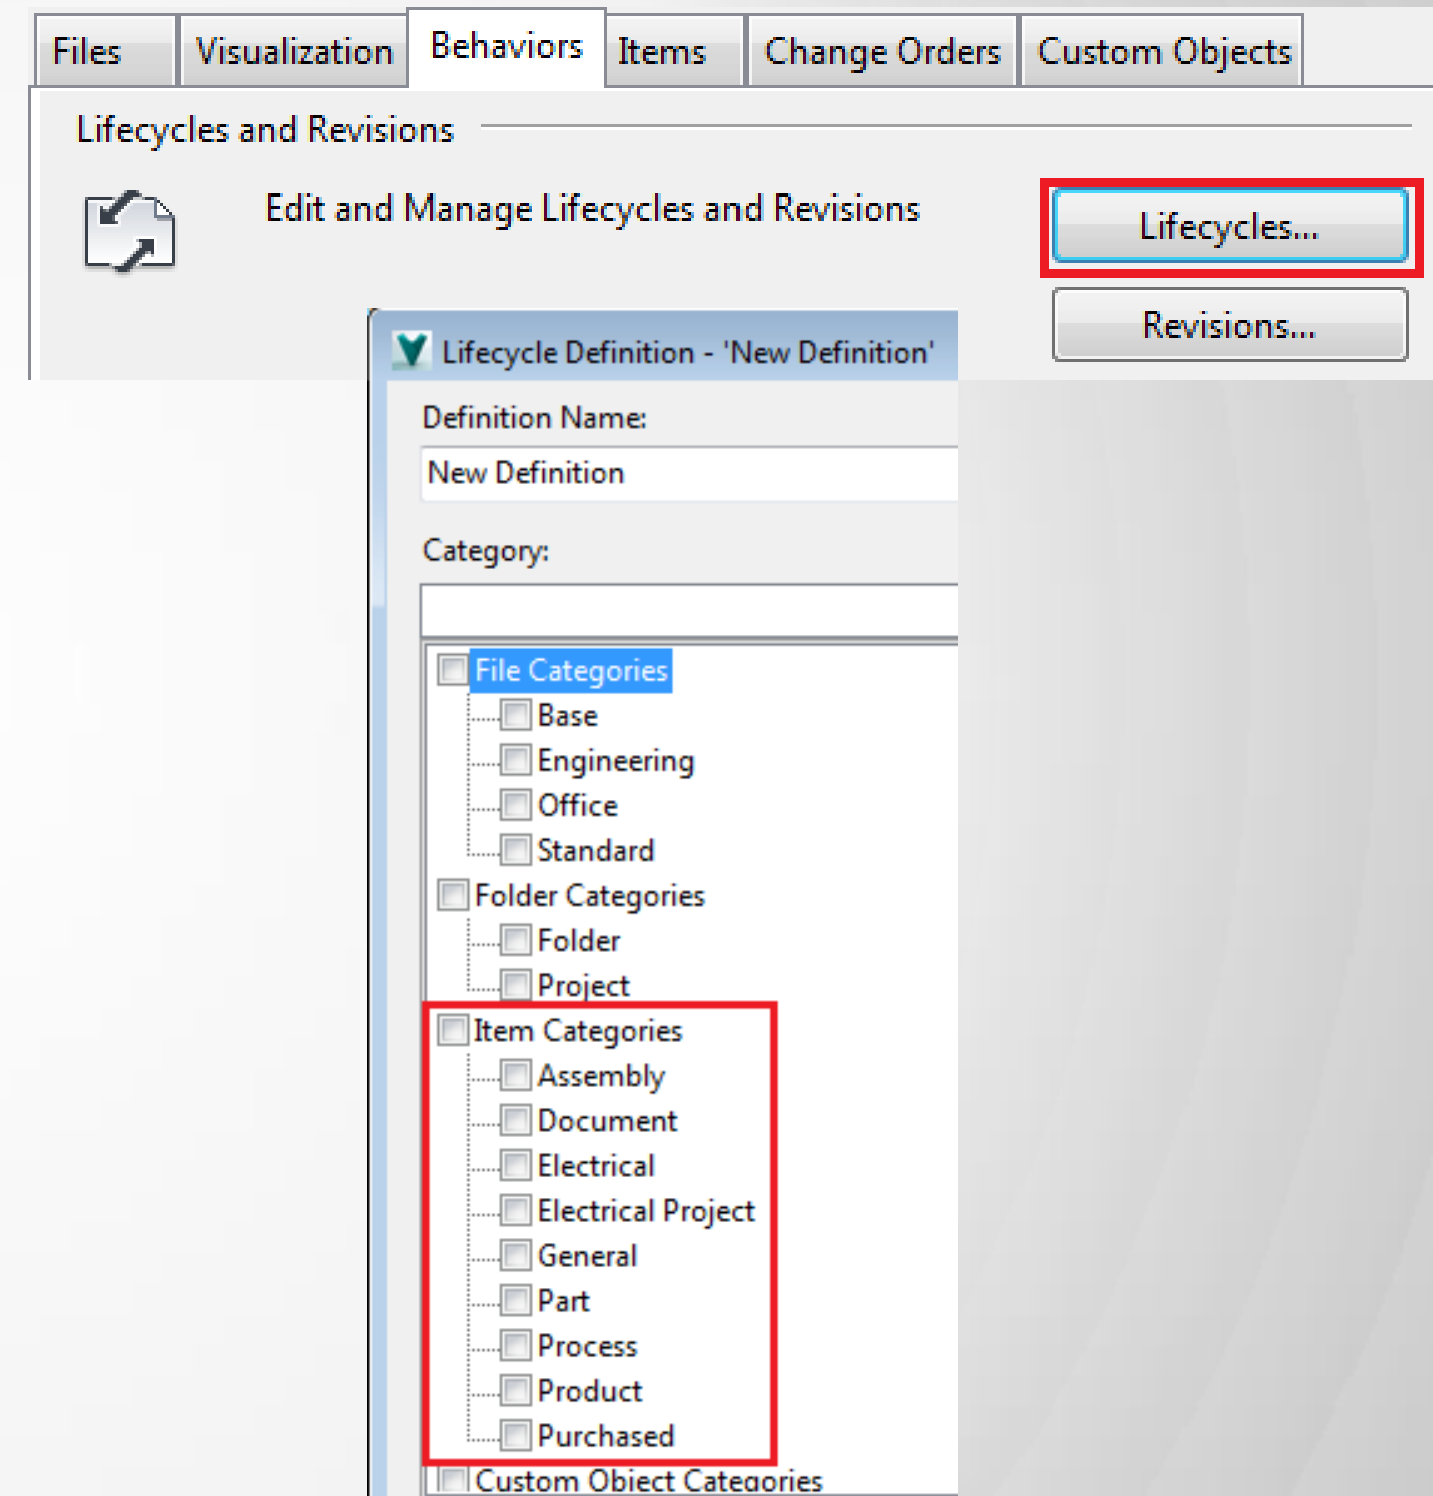 Files Visualization Behaviors Items Change Orders Custom Objects
Lifecycles and Revisions
Edit and Manage Lifecycles and Revisions
Lifecycles...
Revisions...
Lifecycle Definition - 'New Definition'
Definition Name:
New Definition
Category:
File Categories
Base
Engineering
Office
Standard
Folder Categories
Folder
Project
Item Categories
Assembly
Document
Electrical
Electrical Project
General
Part
Process
Product
Purchased
Custom Object Categories